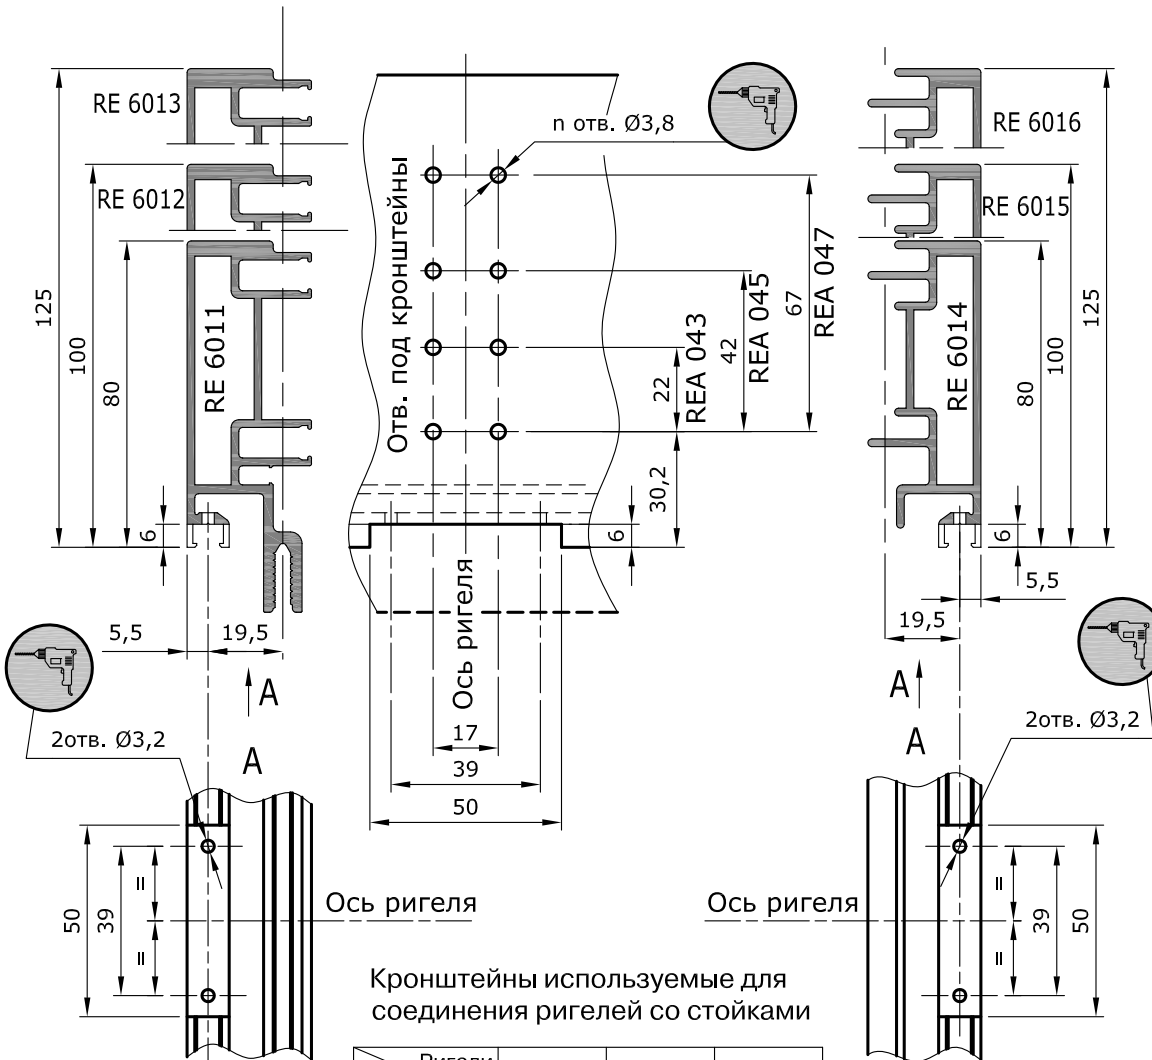 RE 6013
RE 6012
RE 6011
125
100
80
6
5,5
19,5
А
2отв. Ø3,2
А
n отв. Ø3,8
Отв. под кронштейны
22
REA 043
42
REA 045
67
REA 047
30,2
6
Ось ригеля
17
39
50
RE 6016
RE 6015
RE 6014
80
100
125
6
5,5
19,5
А
2отв. Ø3,2
А
50
39
=
=
Ось ригеля
Ось ригеля
=
=
39
50
Кронштейны используемые для
соединения ригелей со стойками
Ригели